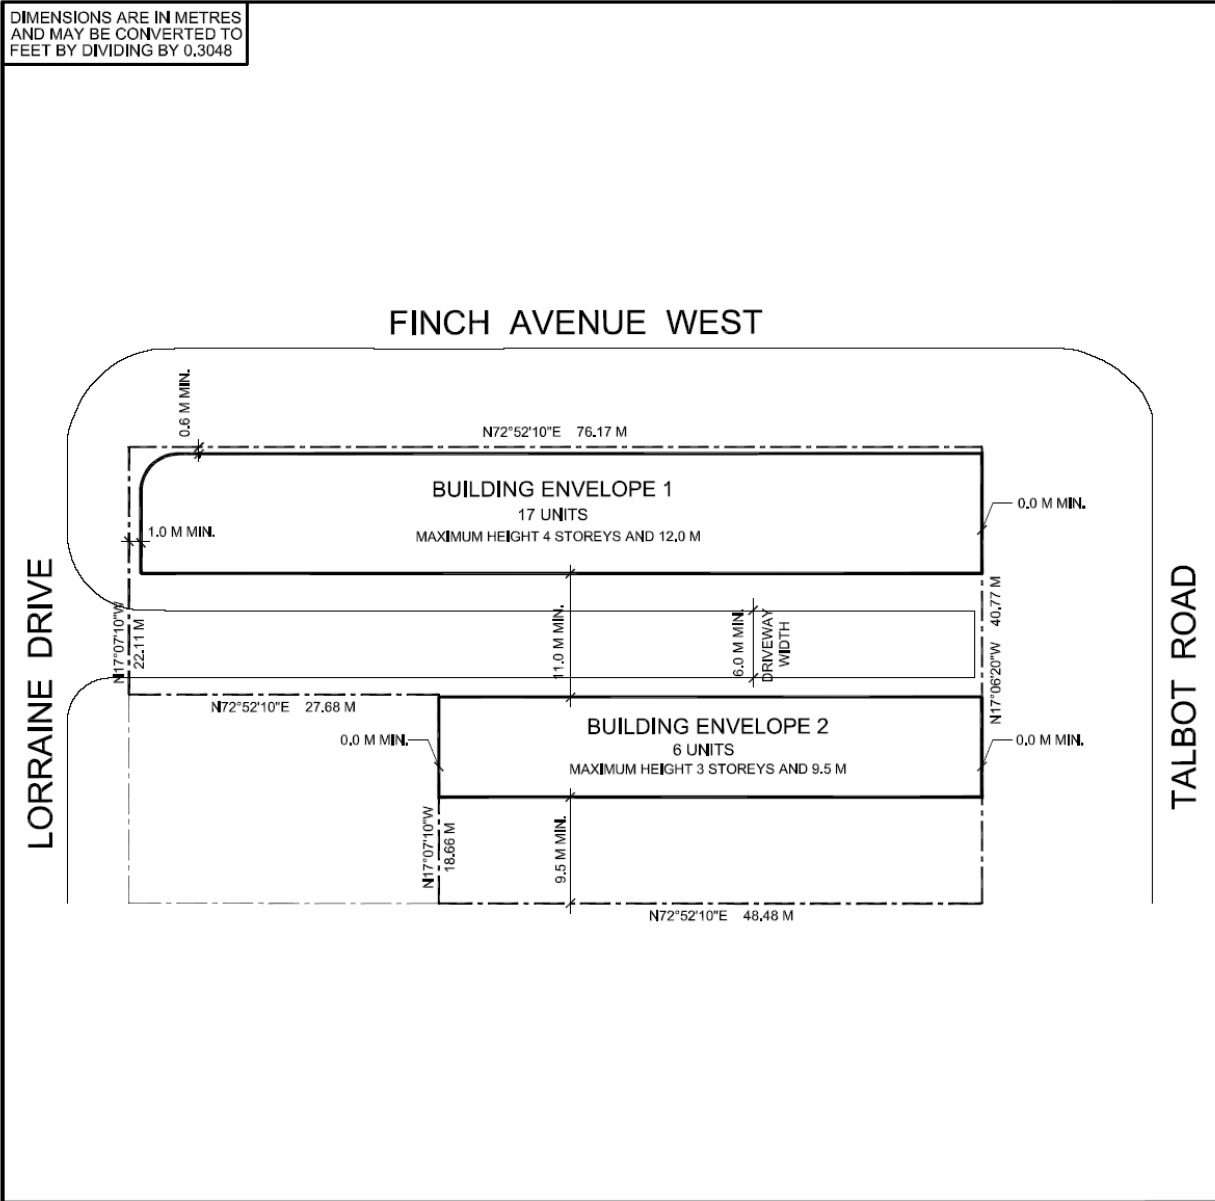 DIMENSIONS ARE IN METRES
AND MAY BE CONVERTED TO
FEET BY DIVIDING BY 0.3048
FINCH AVENUE WEST
0.6 M MIN.
N72°52'10"E 76.17 M
BUILDING ENVELOPE 1
17 UNITS
MAXIMUM HEIGHT 4 STOREYS AND 12.0 M
0.0 M MIN.
1.0 M MIN.
LORRAINE DRIVE
N17°07'10"W
22.11 M
11.0 M MIN.
6.0 M MIN.
DRIVEWAY
WIDTH
N17°06'20"W 40.77 M
TALBOT ROAD
N72°52'10"E 27.68 M
BUILDING ENVELOPE 2
6 UNITS
MAXIMUM HEIGHT 3 STOREYS AND 9.5 M
0.0 M MIN.
0.0 M MIN.
N17°07'10"W
18.66 M
9.5 M MIN.
N72°52'10"E 48.48 M